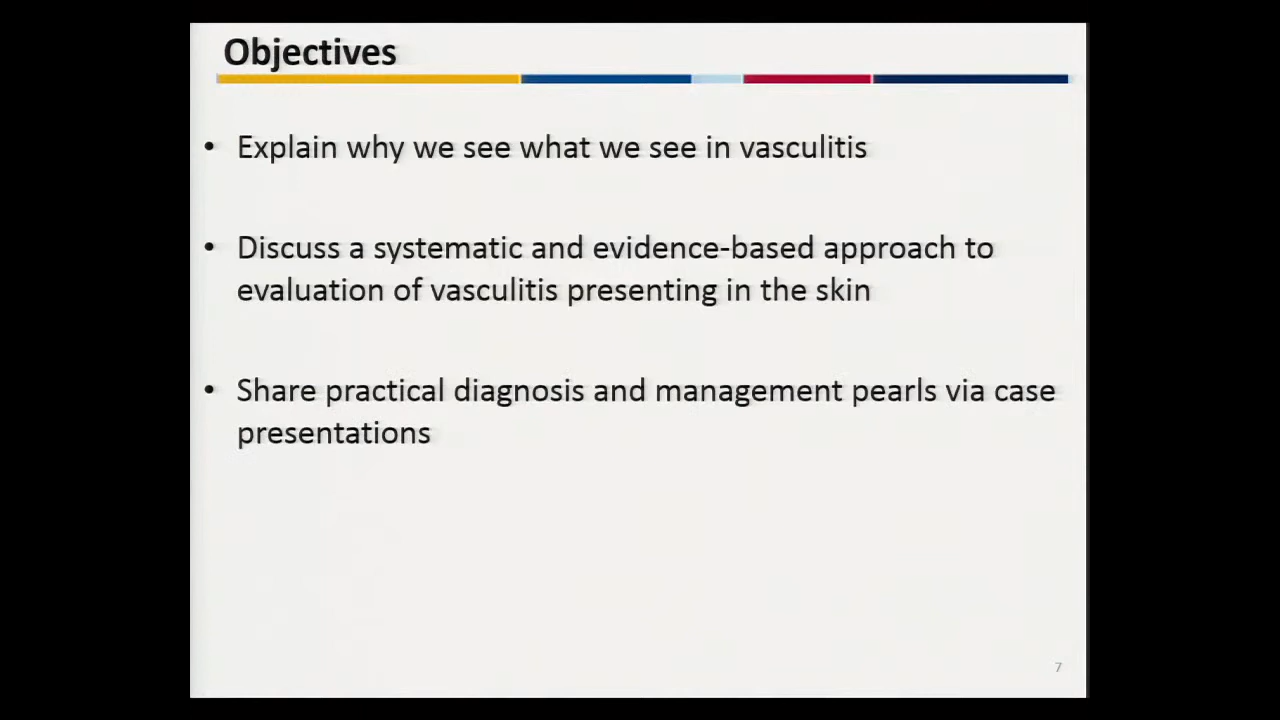 Objectives
• Explain why we see what we see in vasculitis
• Discuss a systematic and evidence-based approach to
evaluation of vasculitis presenting in the skin
• Share practical diagnosis and management pearls via case
presentations
7